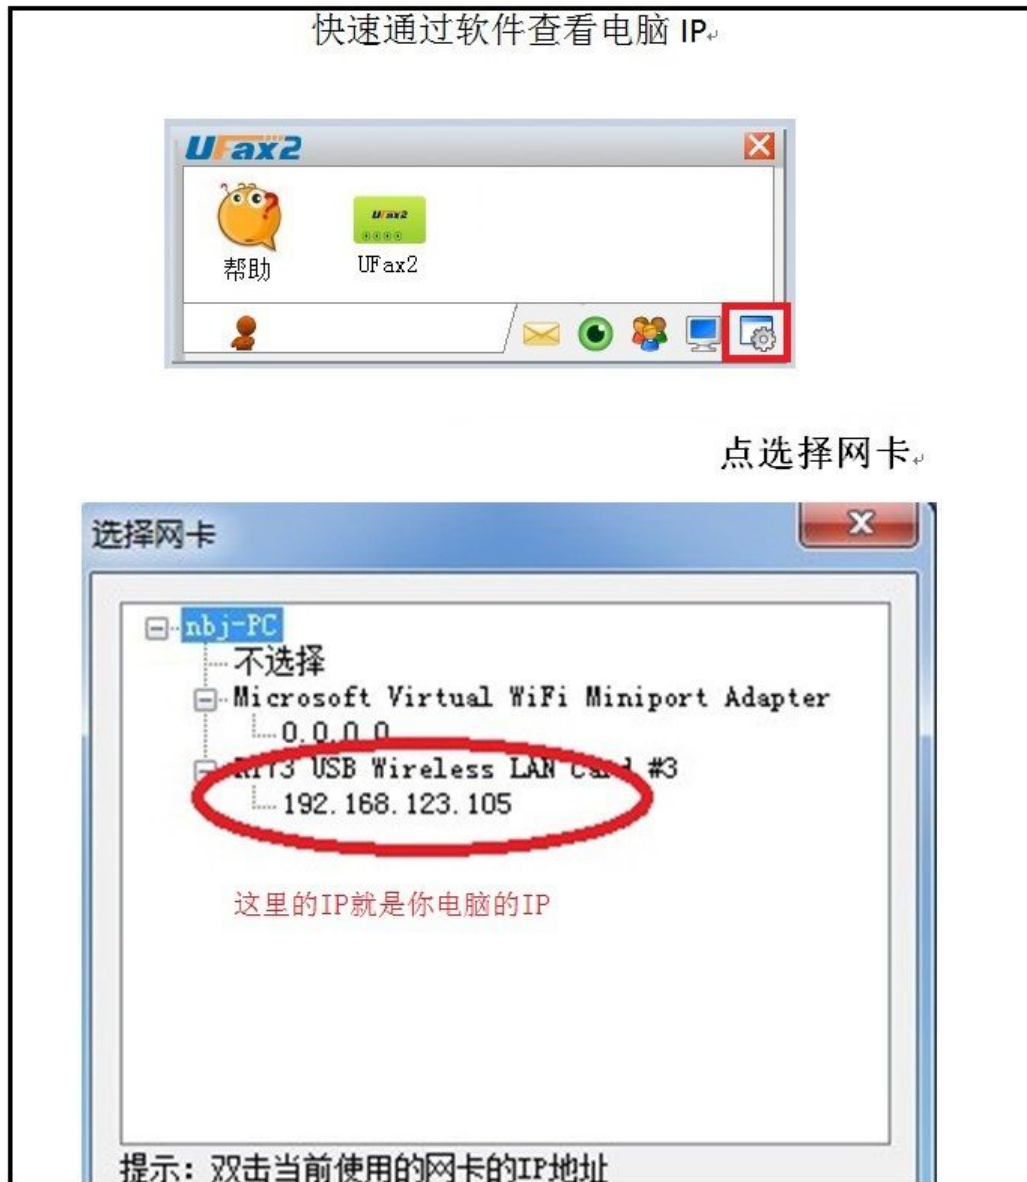 快速通过软件查看电脑 IP
UFax2
UFax2
帮助
UFax2
点选择网卡
选择网卡
nbj-PC
不选择
Microsoft Virtual WiFi Miniport Adapter
0.0.0.0
RT73 USB Wireless LAN Card #3
192.168.123.105
这里的IP就是你电脑的IP
提示: 双击当前使用的网卡的IP地址